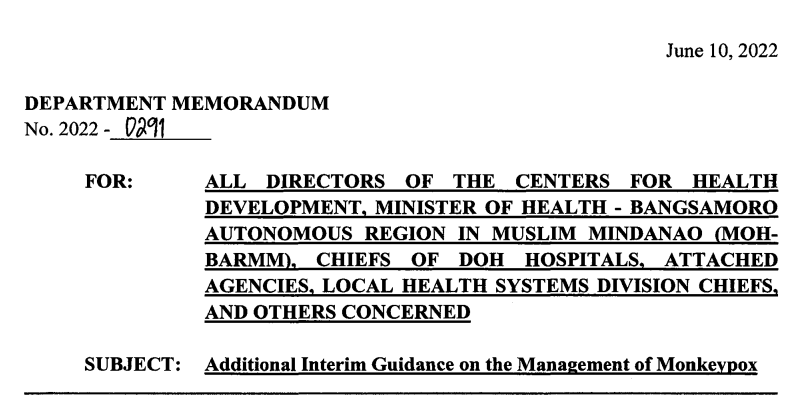 June 10, 2022
DEPARTMENT MEMORANDUM
No. 2022 - 0291
FOR: ALL DIRECTORS OF THE CENTERS FOR HEALTH
DEVELOPMENT, MINISTER OF HEALTH - BANGSAMORO
AUTONOMOUS REGION IN MUSLIM MINDANAO (MOH-
BARMM), CHIEFS OF DOH HOSPITALS, ATTACHED
AGENCIES, LOCAL HEALTH SYSTEMS DIVISION CHIEFS,
AND OTHERS CONCERNED
SUBJECT: Additional Interim Guidance on the Management of Monkeypox